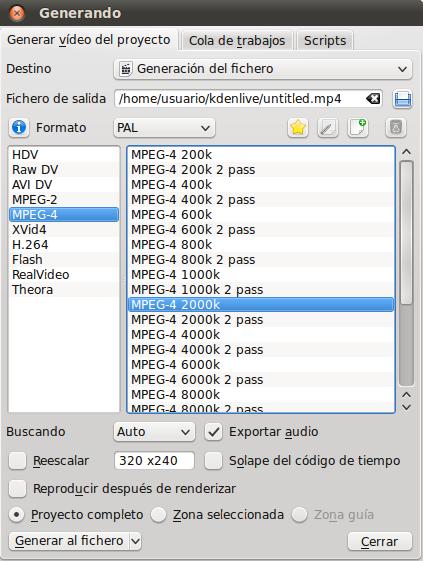 Generando
Generar vídeo del proyecto Cola de trabajos Scripts
Destino Generación del fichero
Fichero de salida /home/usuario/kdenlive/untitled.mp4
Formato PAL
HDV
Raw DV
AVI DV
MPEG-2
MPEG-4
XVid4
H.264
Flash
RealVideo
Theora
MPEG-4 200k
MPEG-4 200k 2 pass
MPEG-4 400k
MPEG-4 400k 2 pass
MPEG-4 600k
MPEG-4 600k 2 pass
MPEG-4 800k
MPEG-4 800k 2 pass
MPEG-4 1000k
MPEG-4 1000k 2 pass
MPEG-4 2000k
MPEG-4 2000k 2 pass
MPEG-4 4000k
MPEG-4 4000k 2 pass
MPEG-4 6000k
MPEG-4 6000k 2 pass
MPEG-4 8000k
MPEG-4 8000k 2 pass
Buscando Auto Exportar audio
Reescalar 320 x240 Solape del código de tiempo
Reproducir después de renderizar
Proyecto completo Zona seleccionada Zona guía
Generar al fichero Cerrar